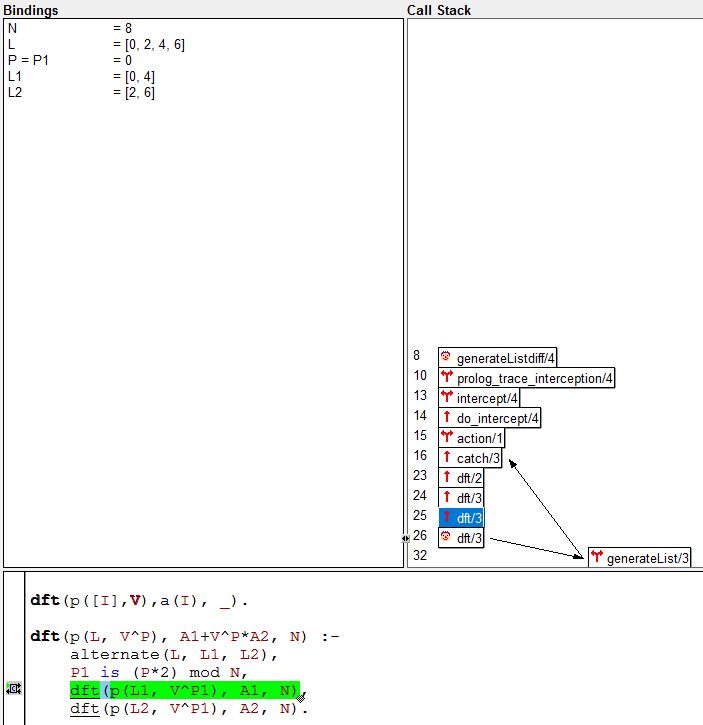 Bindings
N = 8
L = [0, 2, 4, 6]
P = P1 = 0
L1 = [0, 4]
L2 = [2, 6]
Call Stack
8 generateListdiff/4
10 prolog_trace_interception/4
13 intercept/4
14 do_intercept/4
15 action/1
16 catch/3
23 dft/2
24 dft/3
25 dft/3
26 dft/3
32 generateList/3
dft(p([I],V),a(I), _).
dft(p(L, V^P), A1+V^P*A2, N) :-
alternate(L, L1, L2),
P1 is (P*2) mod N,
dft(p(L1, V^P1), A1, N),
dft(p(L2, V^P1), A2, N).